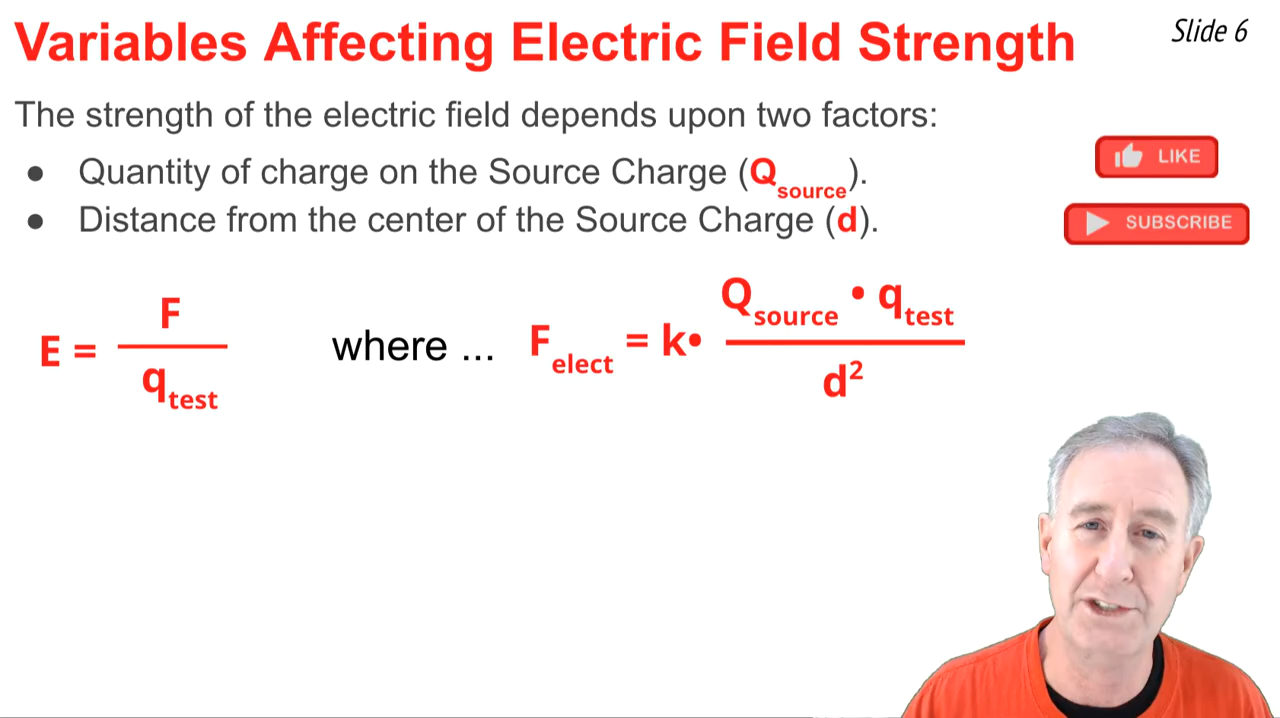 Variables Affecting Electric Field Strength
Slide 6
The strength of the electric field depends upon two factors:
● Quantity of charge on the Source Charge (Qsource).
● Distance from the center of the Source Charge (d).
LIKE
SUBSCRIBE
E = F / qtest where ... Felect = k• Qsource • qtest / d²